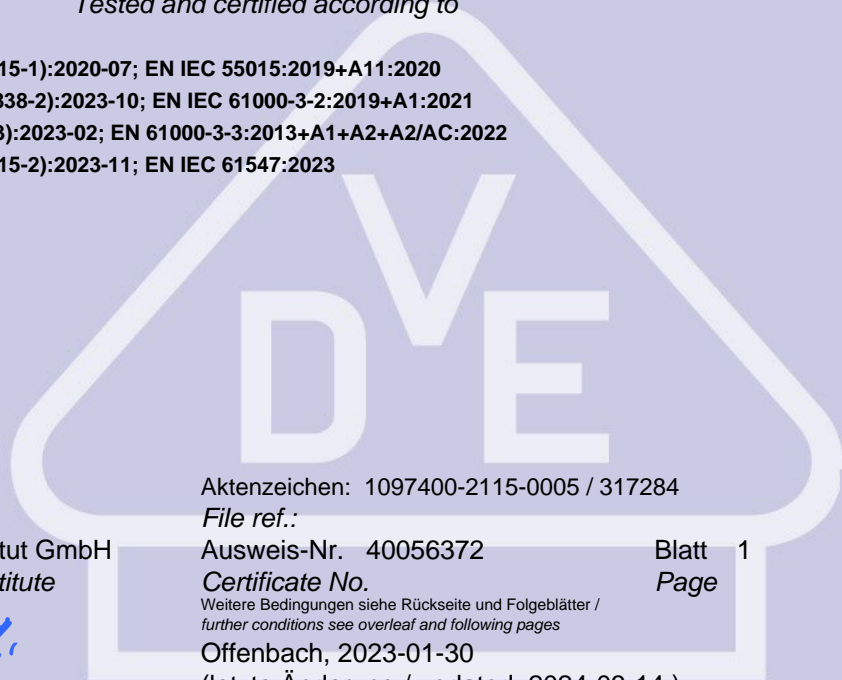 Tested and certified according to
15-1):2020-07; EN IEC 55015:2019+A11:2020
838-2):2023-10; EN IEC 61000-3-2:2019+A1:2021
3):2023-02; EN 61000-3-3:2013+A1+A2+A2/AC:2022
15-2):2023-11; EN IEC 61547:2023
D V E
Aktenzeichen: 1097400-2115-0005 / 317284
File ref.:
tut GmbH Ausweis-Nr. 40056372 Blatt 1
titute Certificate No. Page
Weitere Bedingungen siehe Rückseite und Folgeblätter /
further conditions see overleaf and following pages
Offenbach, 2023-01-30